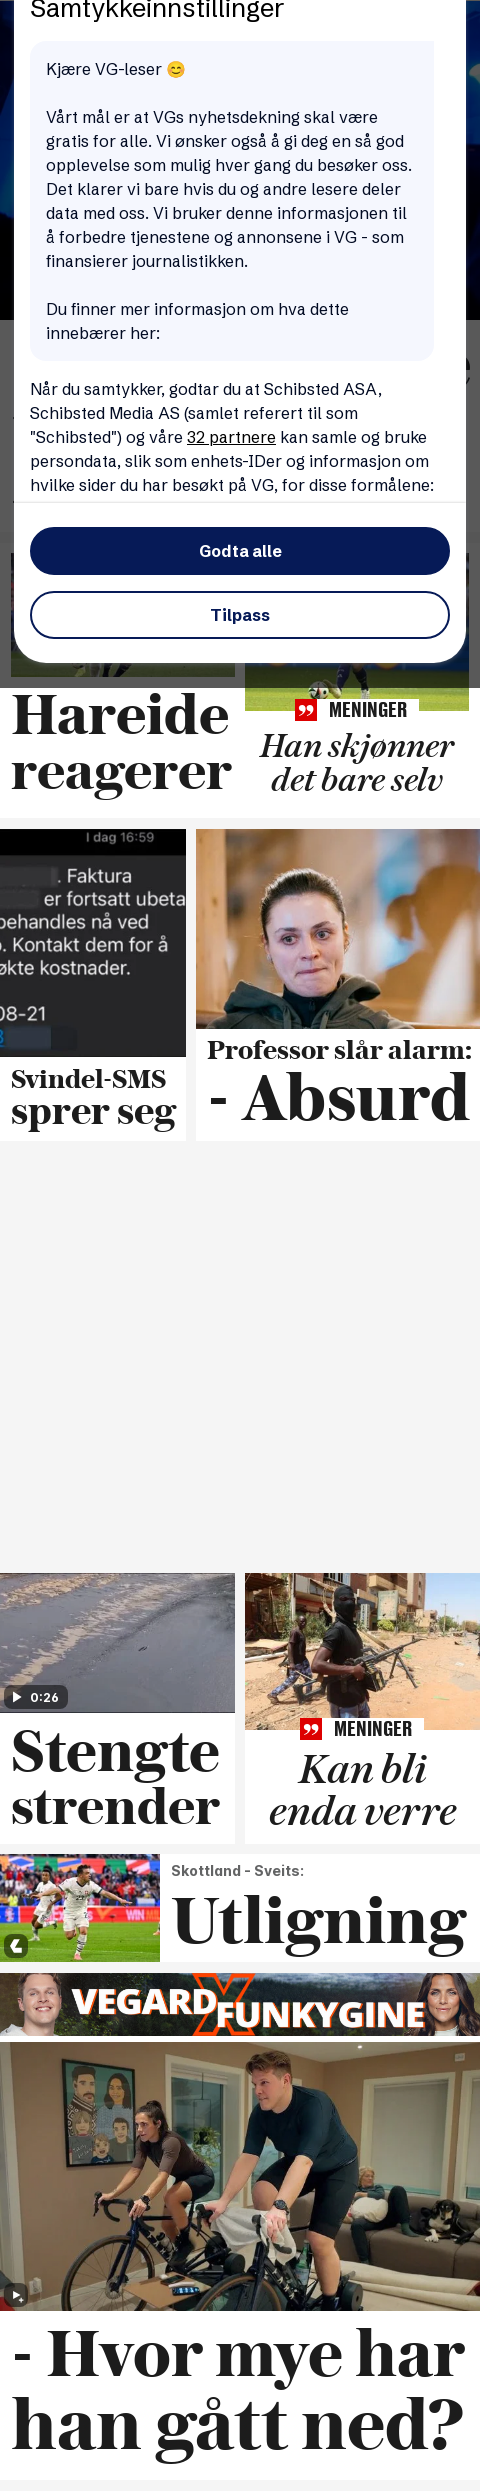 Samtykkeinnstillinger
Kjære VG-leser 😊
Vårt mål er at VGs nyhetsdekning skal være
gratis for alle. Vi ønsker også å gi deg en så god
opplevelse som mulig hver gang du besøker oss.
Det klarer vi bare hvis du og andre lesere deler
data med oss. Vi bruker denne informasjonen til
å forbedre tjenestene og annonsene i VG - som
finansierer journalistikken.
Du finner mer informasjon om hva dette
innebærer her:
Når du samtykker, godtar du at Schibsted ASA,
Schibsted Media AS (samlet referert til som
"Schibsted") og våre 32 partnere kan samle og bruke
persondata, slik som enhets-IDer og informasjon om
hvilke sider du har besøkt på VG, for disse formålene:
Godta alle
Tilpass
Hareide
reagerer
MENINGER
Han skjønner
det bare selv
I dag 16:59
. Faktura
er fortsatt ubeta
behandles nå ved
. Kontakt dem for å
økte kostnader.
08-21
Svindel-SMS
sprer seg
Professor slår alarm:
- Absurd
0:26
Stengte
strender
MENINGER
Kan bli
enda verre
Skottland - Sveits:
Utligning
VEGARD X FUNKYGINE
- Hvor mye har
han gått ned?